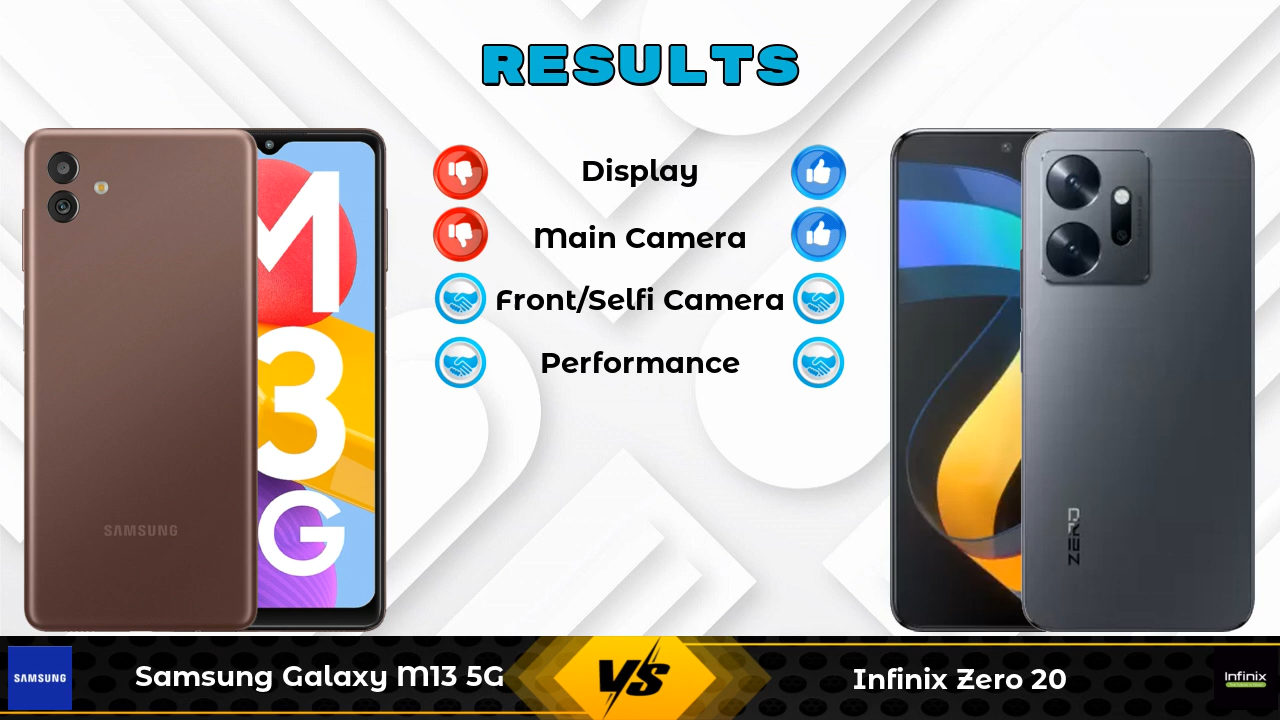 RESULTS
Display
Main Camera
Front/Selfi Camera
Performance
M
3
G
SAMSUNG
ZERO
SAMSUNG
Samsung Galaxy M13 5G
VS
Infinix Zero 20
Infinix